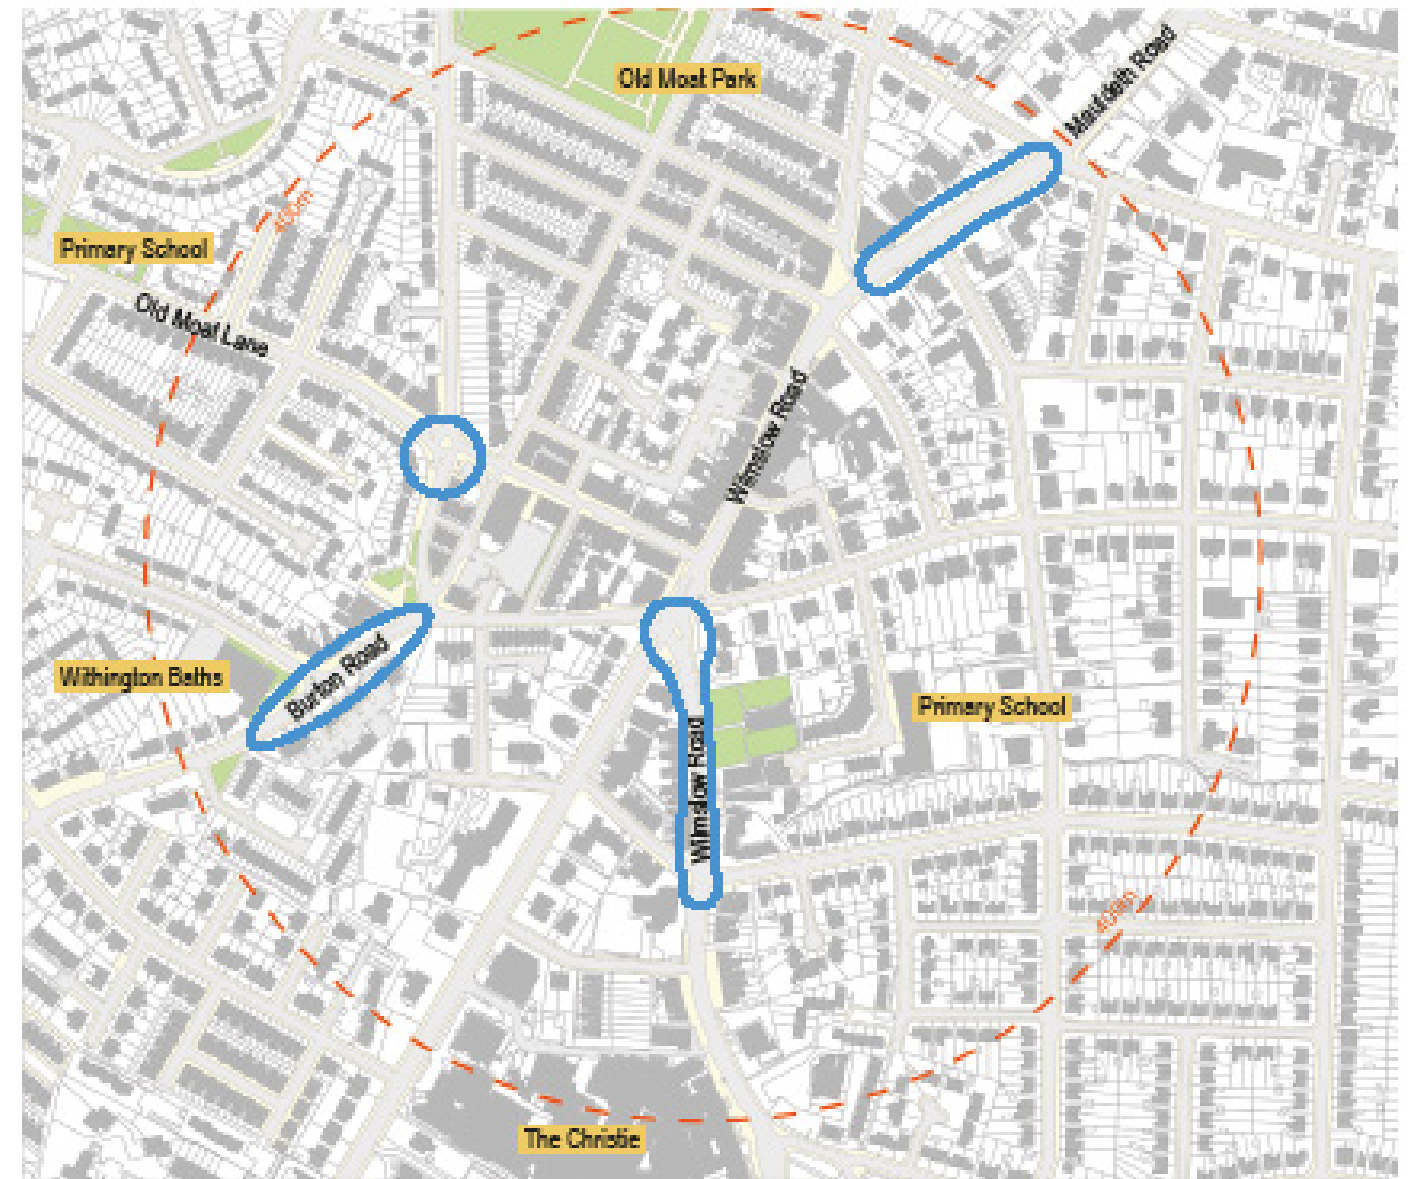 Old Moat Park
Mauldeth Road
400m
Primary School
Old Moat Lane
Wilmslow Road
Burton Road
Withington Baths
Primary School
Wilmslow Road
400m
The Christie